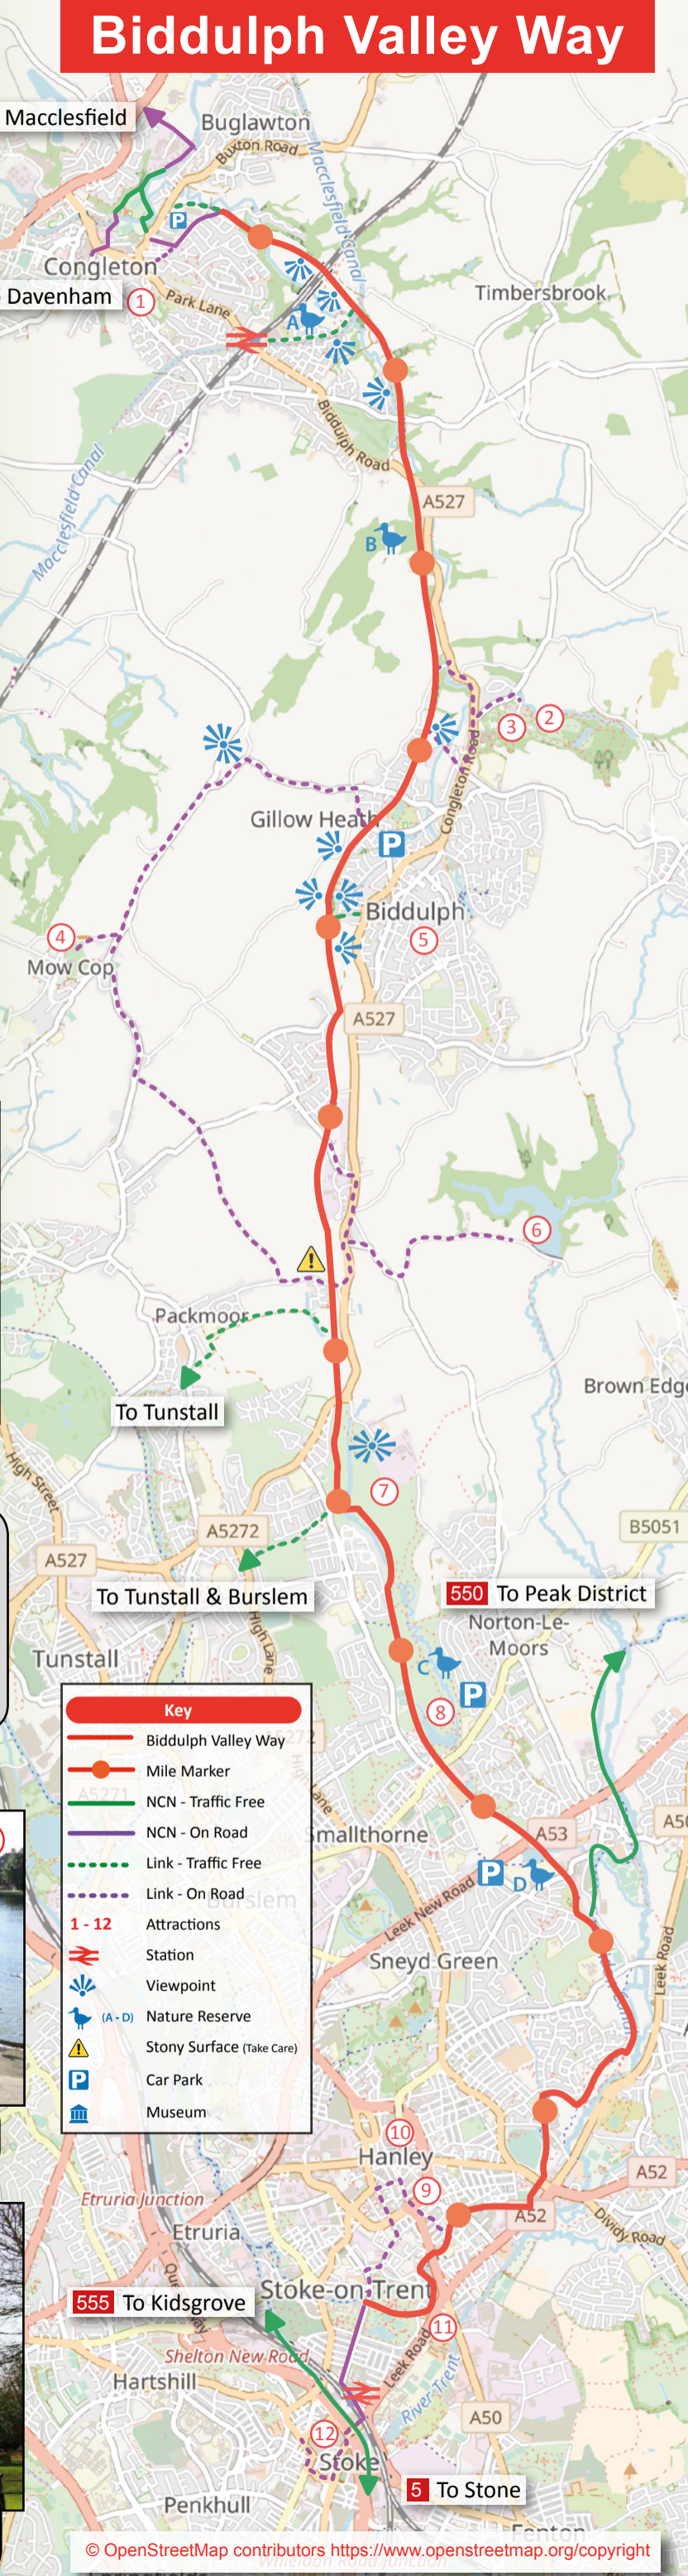 Biddulph Valley Way
Macclesfield
Buglawton
Buxton Road
Macclesfield Canal
P
Congleton
Davenham
1
Park Lane
Timbersbrook
A
Biddulph Road
Macclesfield Canal
A527
B
3
2
Congleton Road
Gillow Heath
P
Biddulph
4
5
Mow Cop
A527
6
Packmoor
Brown Edge
To Tunstall
High Street
7
A5272
B5051
A527
To Tunstall & Burslem
550 To Peak District
High Lane
Norton-Le-
Moors
Tunstall
C
P
8
Key
Biddulph Valley Way
Mile Marker
NCN - Traffic Free
NCN - On Road
Link - Traffic Free
Link - On Road
1 - 12 Attractions
Station
Viewpoint
(A - D) Nature Reserve
Stony Surface (Take Care)
P Car Park
Museum
A5272
A5271
Burslem
Smallthorne
A53
P
D
Leek New Road
Sneyd Green
Leek Road
10
Hanley
9
A52
A52
Dividy Road
Etruria Junction
Etruria
Stoke-on-Trent
555 To Kidsgrove
11
Leek Road
Shelton New Road
River Trent
Hartshill
A50
12
Stoke
5 To Stone
Penkhull
Fenton
© OpenStreetMap contributors https://www.openstreetmap.org/copyright